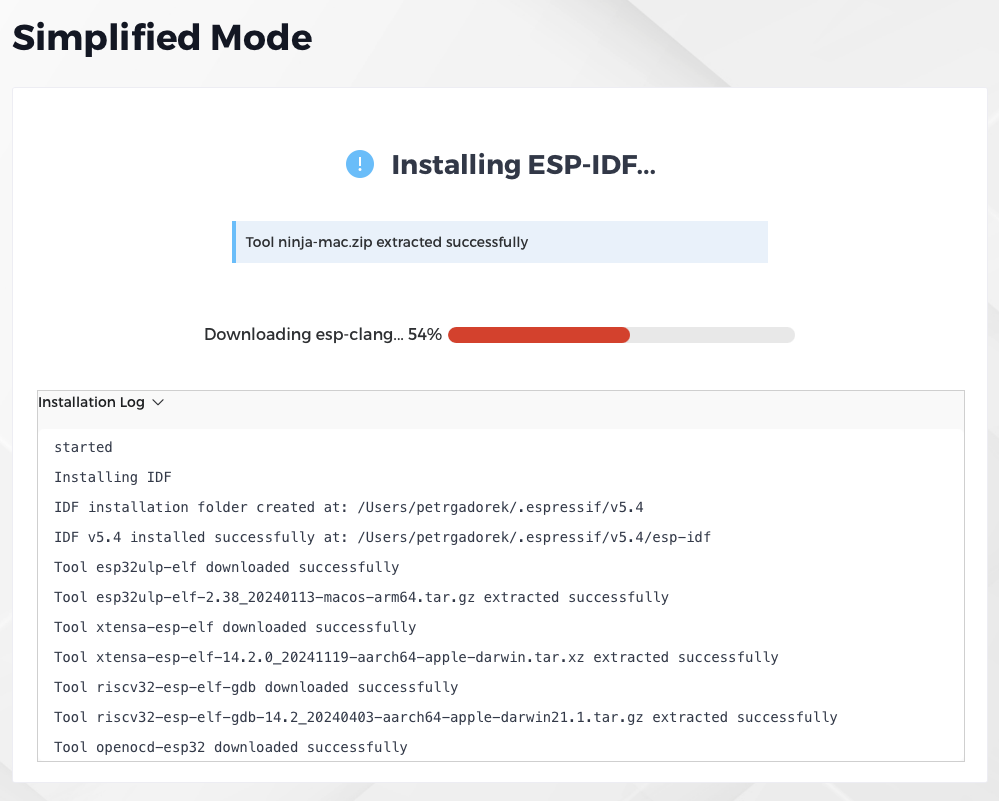 Simplified Mode
Installing ESP-IDF...
Tool ninja-mac.zip extracted successfully
Downloading esp-clang... 54%
Installation Log
started
Installing IDF
IDF installation folder created at: /Users/petrgadorek/.espressif/v5.4
IDF v5.4 installed successfully at: /Users/petrgadorek/.espressif/v5.4/esp-idf
Tool esp32ulp-elf downloaded successfully
Tool esp32ulp-elf-2.38_20240113-macos-arm64.tar.gz extracted successfully
Tool xtensa-esp-elf downloaded successfully
Tool xtensa-esp-elf-14.2.0_20241119-aarch64-apple-darwin.tar.xz extracted successfully
Tool riscv32-esp-elf-gdb downloaded successfully
Tool riscv32-esp-elf-gdb-14.2_20240403-aarch64-apple-darwin21.1.tar.gz extracted successfully
Tool openocd-esp32 downloaded successfully